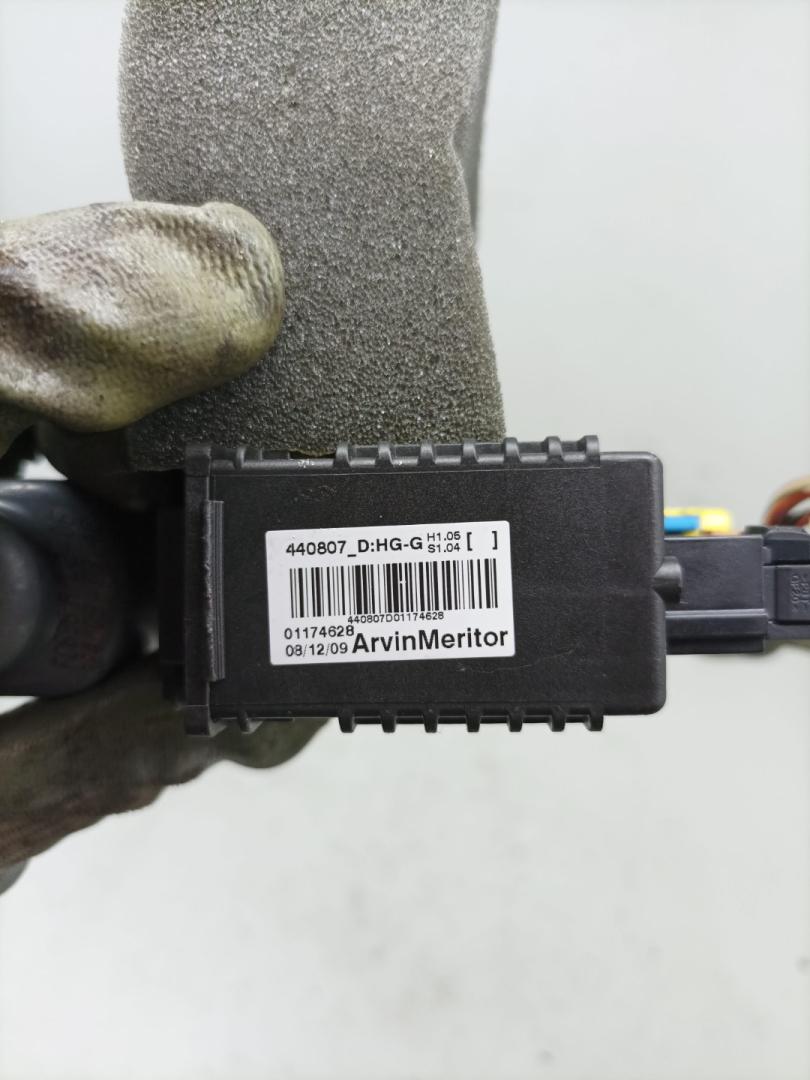 440807_D:HG-G H1.05 [ ]
S1.04
440807D01174628
01174628
08/12/09 ArvinMeritor